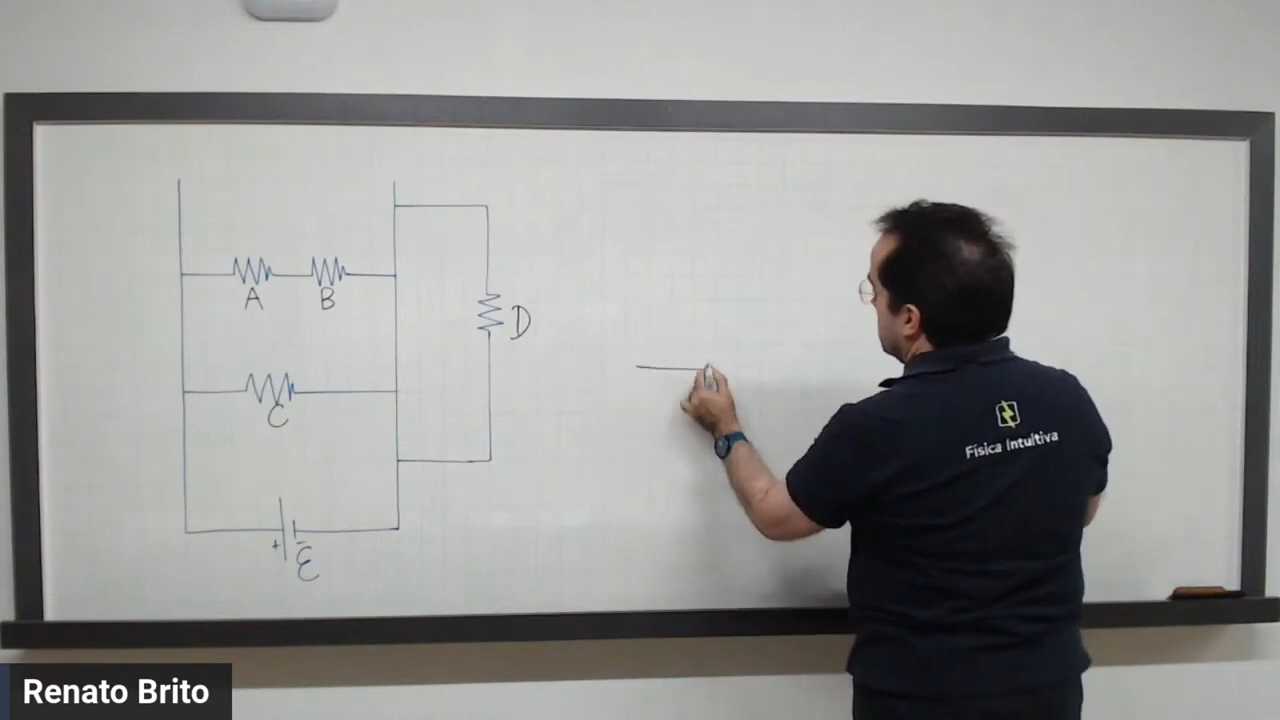 A B
D
C
+ - Ɛ
Física Intuitiva
Renato Brito